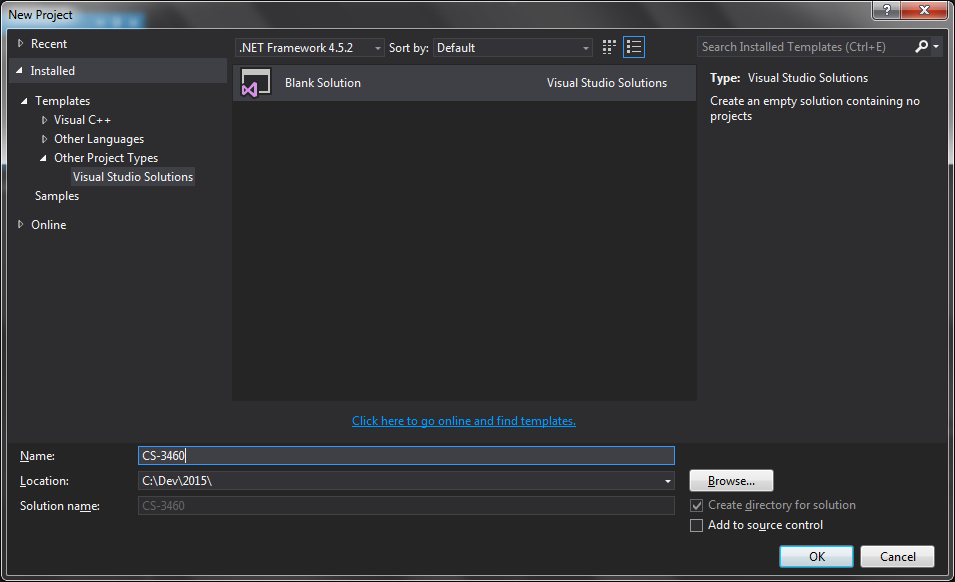 New Project
?
Recent
.NET Framework 4.5.2
Sort by:
Default
Search Installed Templates (Ctrl+E)
Installed
Blank Solution
Visual Studio Solutions
Type: Visual Studio Solutions
Create an empty solution containing no
projects
Templates
Visual C++
Other Languages
Other Project Types
Visual Studio Solutions
Samples
Online
Click here to go online and find templates.
Name:
CS-3460
Location:
C:\Dev\2015\
Browse...
Solution name:
CS-3460
Create directory for solution
Add to source control
OK
Cancel